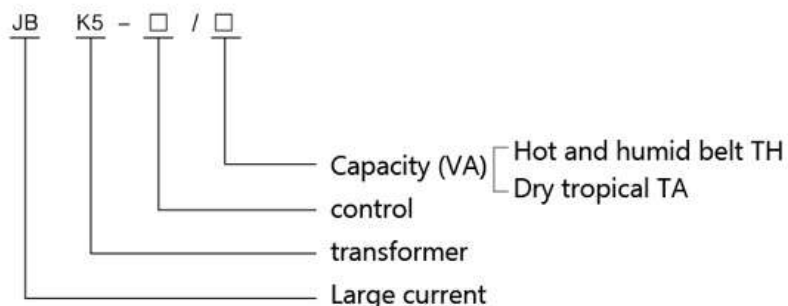 JB K5 - □ / □
Hot and humid belt TH
Capacity (VA)
Dry tropical TA
control
transformer
Large current